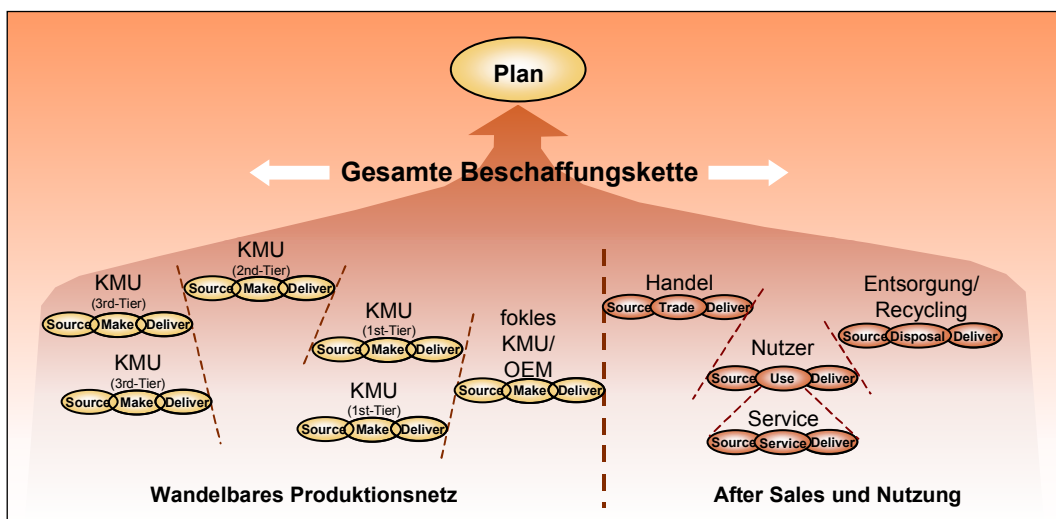 Plan
Gesamte Beschaffungskette
KMU
(3rd-Tier)
Source Make Deliver
KMU
(3rd-Tier)
Source Make Deliver
KMU
(2nd-Tier)
Source Make Deliver
KMU
(1st-Tier)
Source Make Deliver
KMU
(1st-Tier)
Source Make Deliver
fokles
KMU/
OEM
Source Make Deliver
Handel
Source Trade Deliver
Nutzer
Source Use Deliver
Service
Source Service Deliver
Entsorgung/
Recycling
Source Disposal Deliver
Wandelbares Produktionsnetz
After Sales und Nutzung